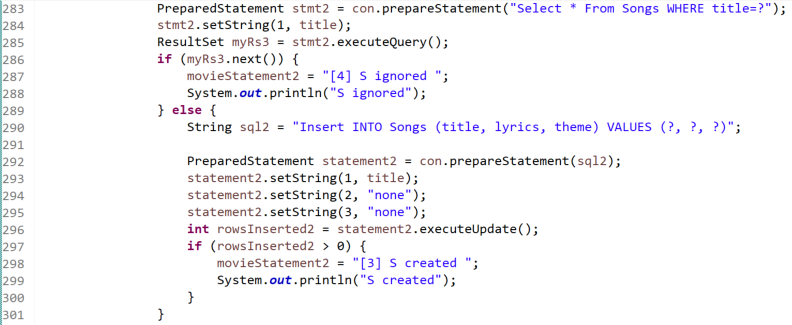 283 PreparedStatement stmt2 = con.prepareStatement("Select * From Songs WHERE title=?");
284 stmt2.setString(1, title);
285 ResultSet myRs3 = stmt2.executeQuery();
286 if (myRs3.next()) {
287 movieStatement2 = "[4] S ignored ";
288 System.out.println("S ignored");
289 } else {
290 String sql2 = "Insert INTO Songs (title, lyrics, theme) VALUES (?, ?, ?)";
291
292 PreparedStatement statement2 = con.prepareStatement(sql2);
293 statement2.setString(1, title);
294 statement2.setString(2, "none");
295 statement2.setString(3, "none");
296 int rowsInserted2 = statement2.executeUpdate();
297 if (rowsInserted2 > 0) {
298 movieStatement2 = "[3] S created ";
299 System.out.println("S created");
300 }
301 }